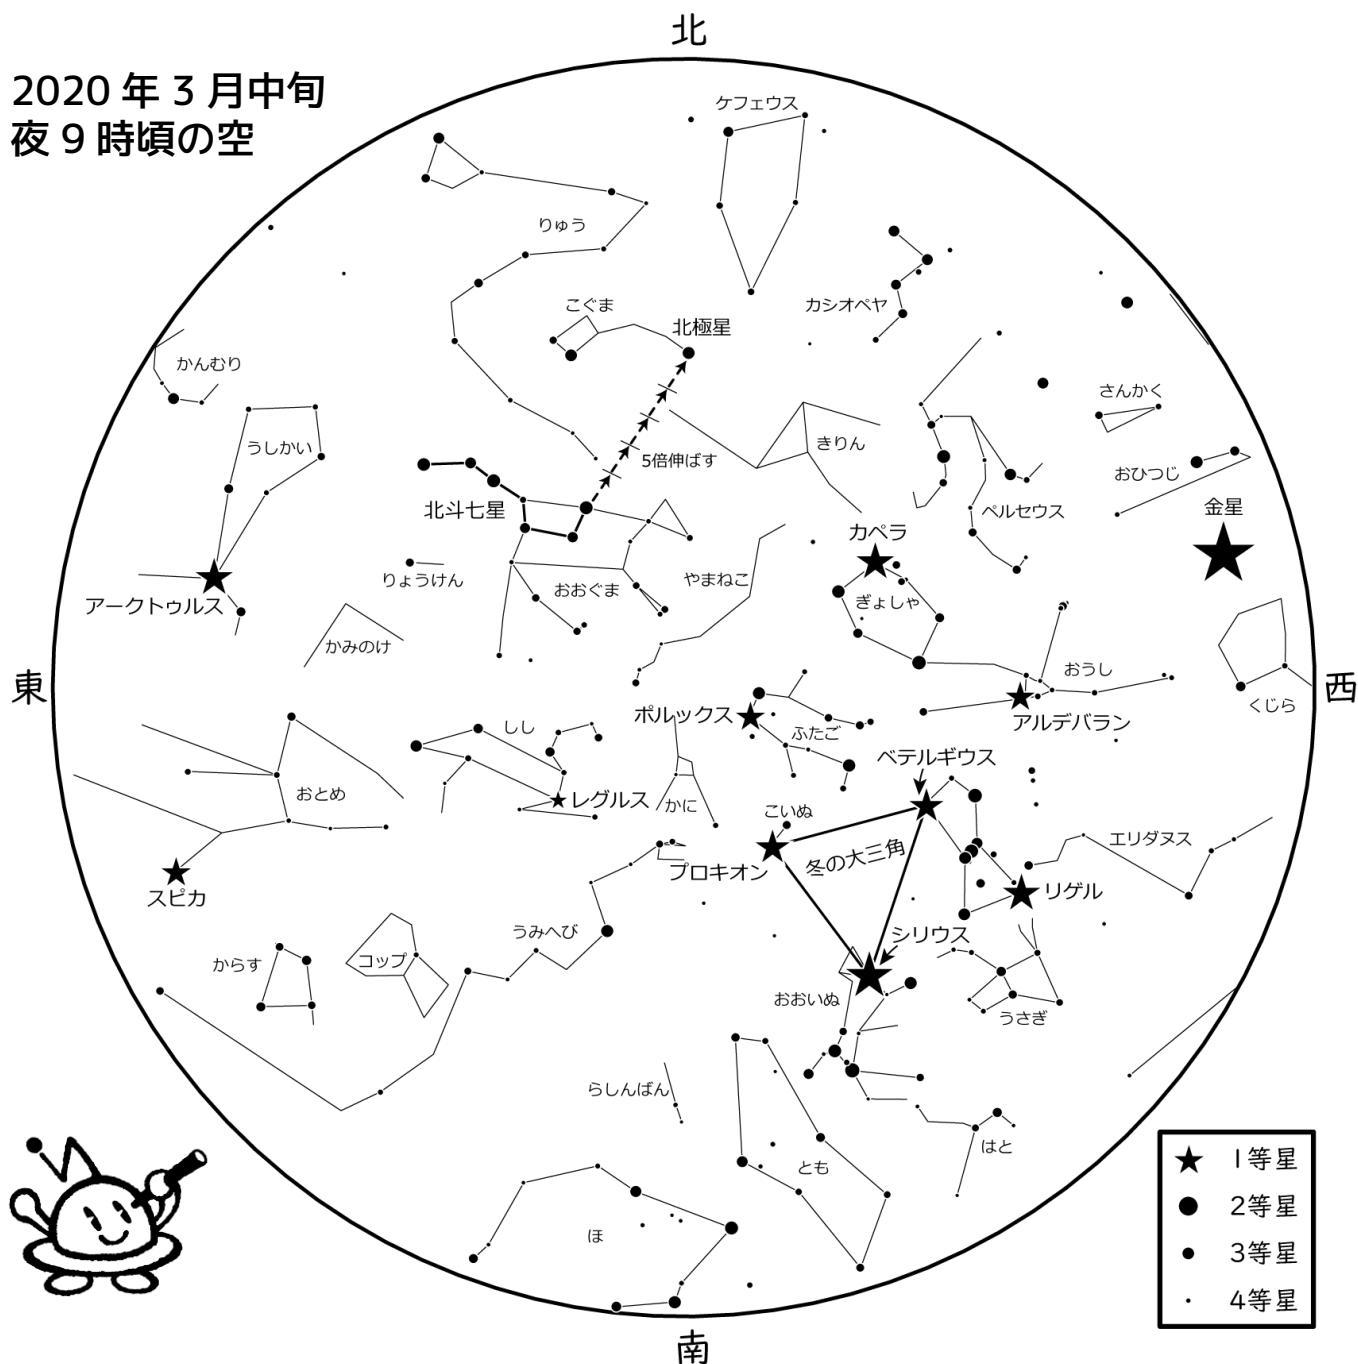 北
2020年3月中旬
夜9時頃の空
ケフェウス
りゅう
カシオペヤ
こぐま
北極星
かんむり
さんかく
うしかい
きりん
5倍伸ばす
おひつじ
北斗七星
ペルセウス
金星
カペラ
りょうけん
おおぐま
やまねこ
ぎょしゃ
アークトゥルス
かみのけ
おうし
東
西
くじら
ポルックス
アルデバラン
しし
ふたご
ベテルギウス
おとめ
レグルス
かに
こいぬ
エリダヌス
冬の大三角
プロキオン
リゲル
スピカ
うみへび
シリウス
コップ
からす
おおいぬ
うさぎ
らしんばん
はと
とも
ほ
1等星
2等星
3等星
4等星
南